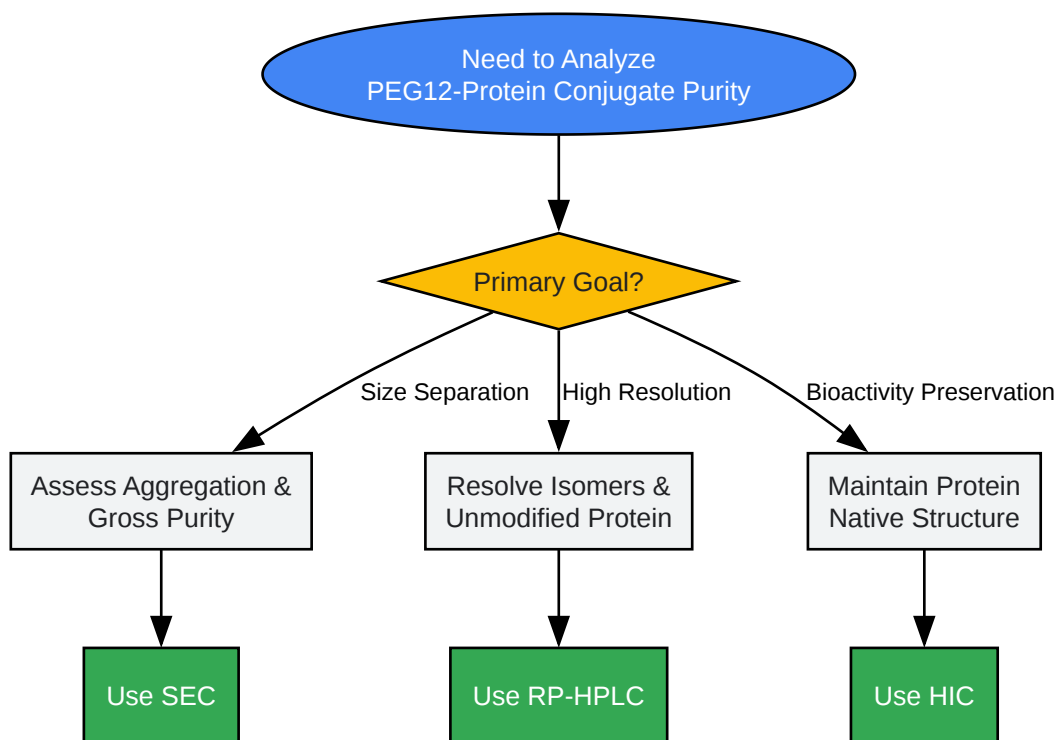 Need to Analyze
PEG12-Protein Conjugate Purity
Primary Goal?
Size Separation
High Resolution
Bioactivity Preservation
Assess Aggregation &
Gross Purity
Resolve Isomers &
Unmodified Protein
Maintain Protein
Native Structure
Use SEC
Use RP-HPLC
Use HIC